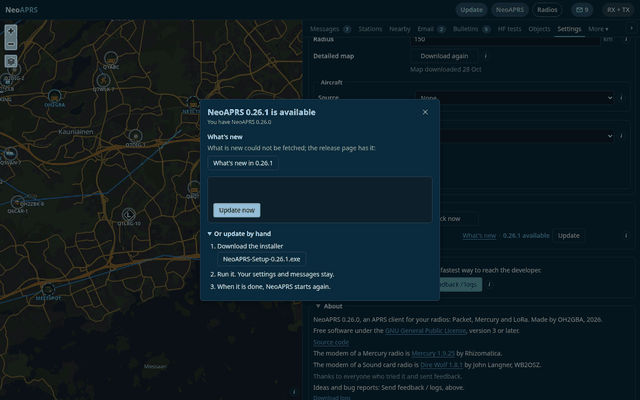 NeoAPRS
Update
NeoAPRS
Radios
9
RX + TX
Messages 7 Stations Nearby Email 2 Bulletins 5 HF tests Objects Settings More
Radius 150 km
Detailed map Download again
Map downloaded 28 Oct
Aircraft
Source None
NeoAPRS 0.26.1 is available
You have NeoAPRS 0.26.0
What's new
What is new could not be fetched; the release page has it:
What's new in 0.26.1
Update now
Or update by hand
1. Download the installer
NeoAPRS-Setup-0.26.1.exe
2. Run it. Your settings and messages stay.
3. When it is done, NeoAPRS starts again.
ck now
What's new · 0.26.1 available Update
fastest way to reach the developer.
edback / logs
About
NeoAPRS 0.26.0, an APRS client for your radios: Packet, Mercury and LoRa. Made by OH2GBA, 2026.
Free software under the GNU General Public License, version 3 or later.
Source code
The modem of a Mercury radio is Mercury 1.9.25 by Rhizomatica.
The modem of a Sound card radio is Dire Wolf 1.8.1 by John Langner, WB2OSZ.
Thanks to everyone who tried it and sent feedback.
Ideas and bug reports: Send feedback / logs, above.
Kauniainen